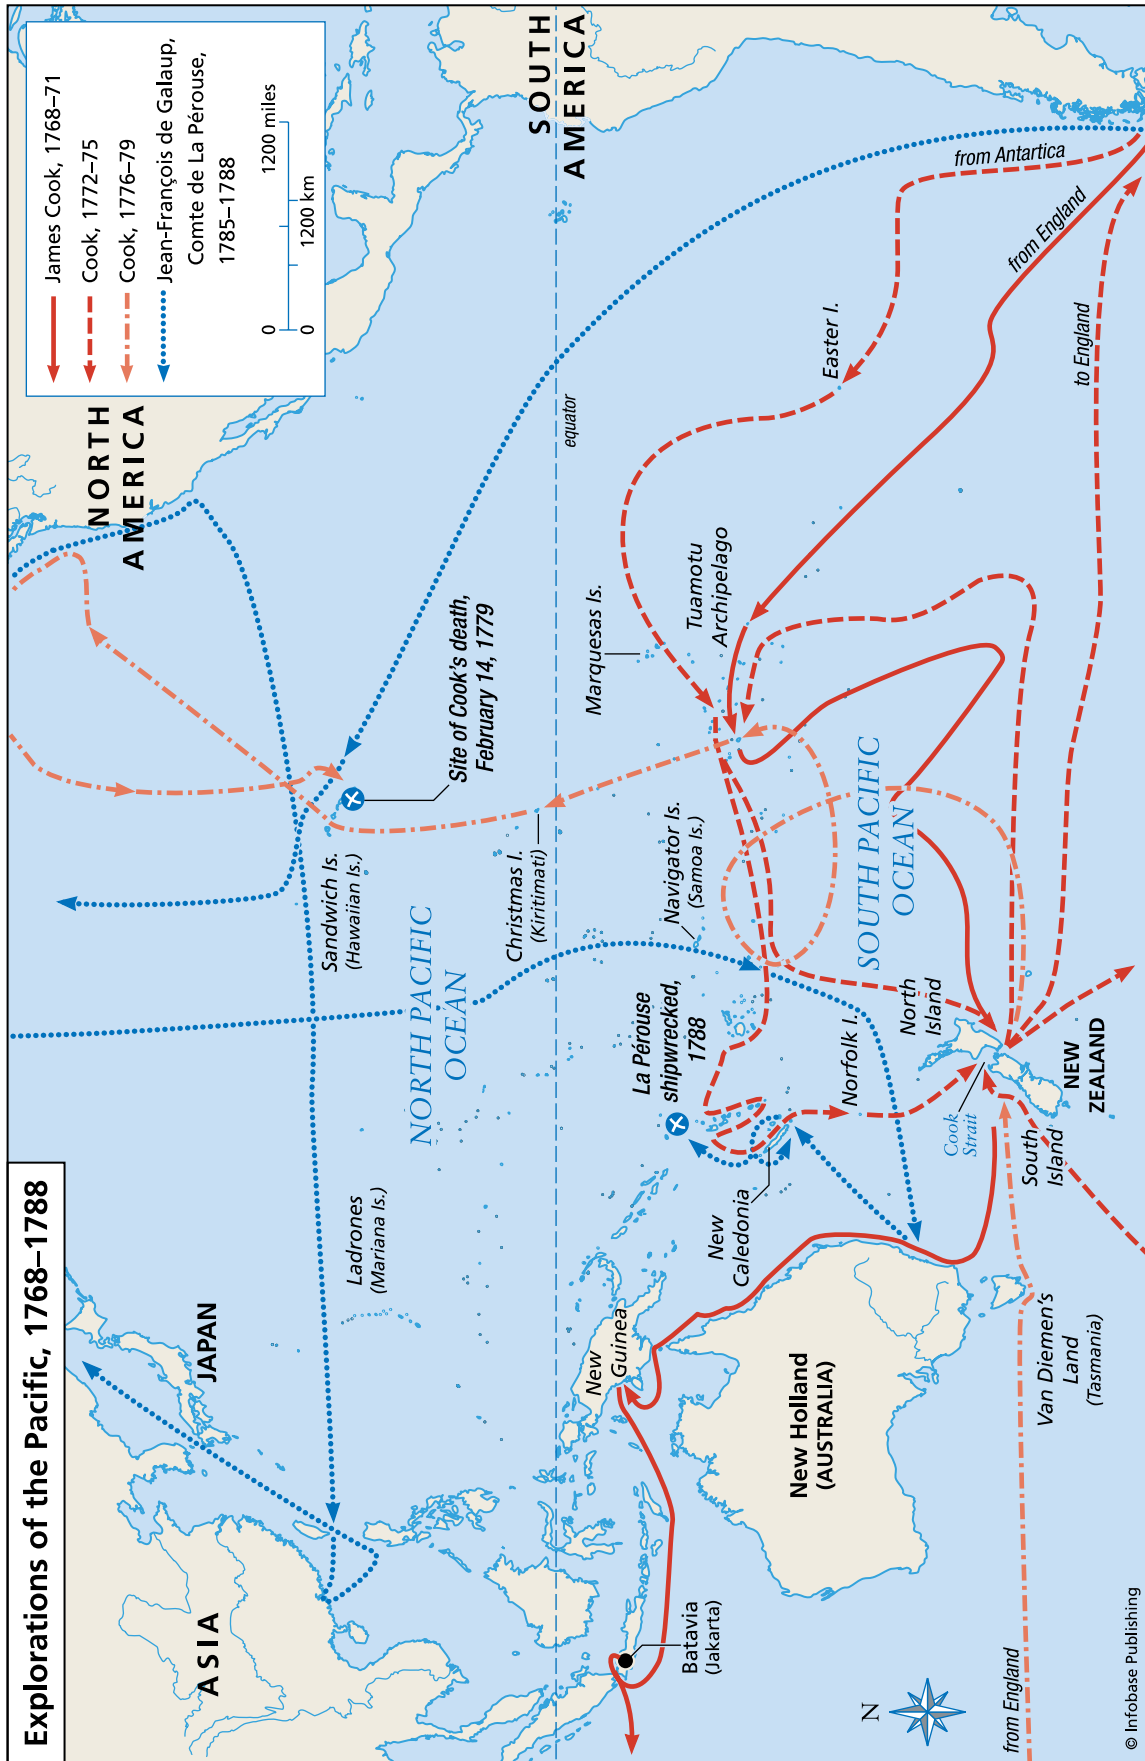 Explorations of the Pacific, 1768–1788
James Cook, 1768–71
Cook, 1772–75
Cook, 1776–79
Jean-François de Galaup,
Comte de La Pérouse,
1785–1788
0
1200 miles
0
1200 km
ASIA
JAPAN
NORTH
AMERICA
SOUTH
AMERICA
Ladrones
(Mariana Is.)
Sandwich Is.
(Hawaiian Is.)
Site of Cook's death,
February 14, 1779
NORTH PACIFIC
OCEAN
Christmas I.
(Kiritimati)
equator
Marquesas Is.
Tuamotu
Archipelago
Easter I.
from Antartica
from England
to England
New
Guinea
Batavia
(Jakarta)
La Pérouse
shipwrecked,
1788
Navigator Is.
(Samoa Is.)
New
Caledonia
Norfolk I.
SOUTH PACIFIC
OCEAN
New Holland
(AUSTRALIA)
North
Island
Cook
Strait
South
Island
NEW
ZEALAND
Van Diemen's
Land
(Tasmania)
from England
N
© Infobase Publishing